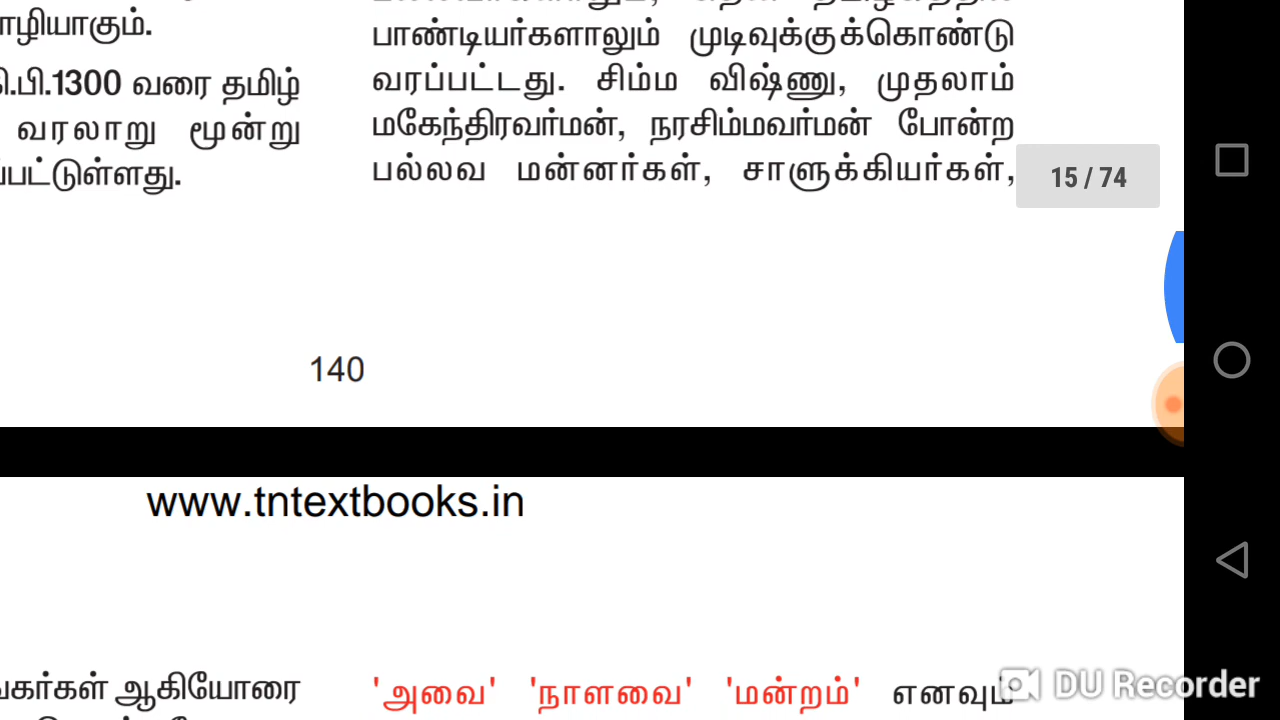 ழியாகும்.
கி.பி.1300 வரை தமிழ்
வரலாறு மூன்று
ப்பட்டுள்ளது.
பாண்டியர்களாலும் முடிவுக்குக்கொண்டு
வரப்பட்டது. சிம்ம விஷ்ணு, முதலாம்
மகேந்திரவர்மன், நரசிம்மவர்மன் போன்ற
பல்லவ மன்னர்கள், சாளுக்கியர்கள்,
15 / 74
140
www.tntextbooks.in
வகர்கள் ஆகியோரை
'அவை' 'நாளவை' 'மன்றம்' எனவும்
DU Recorder